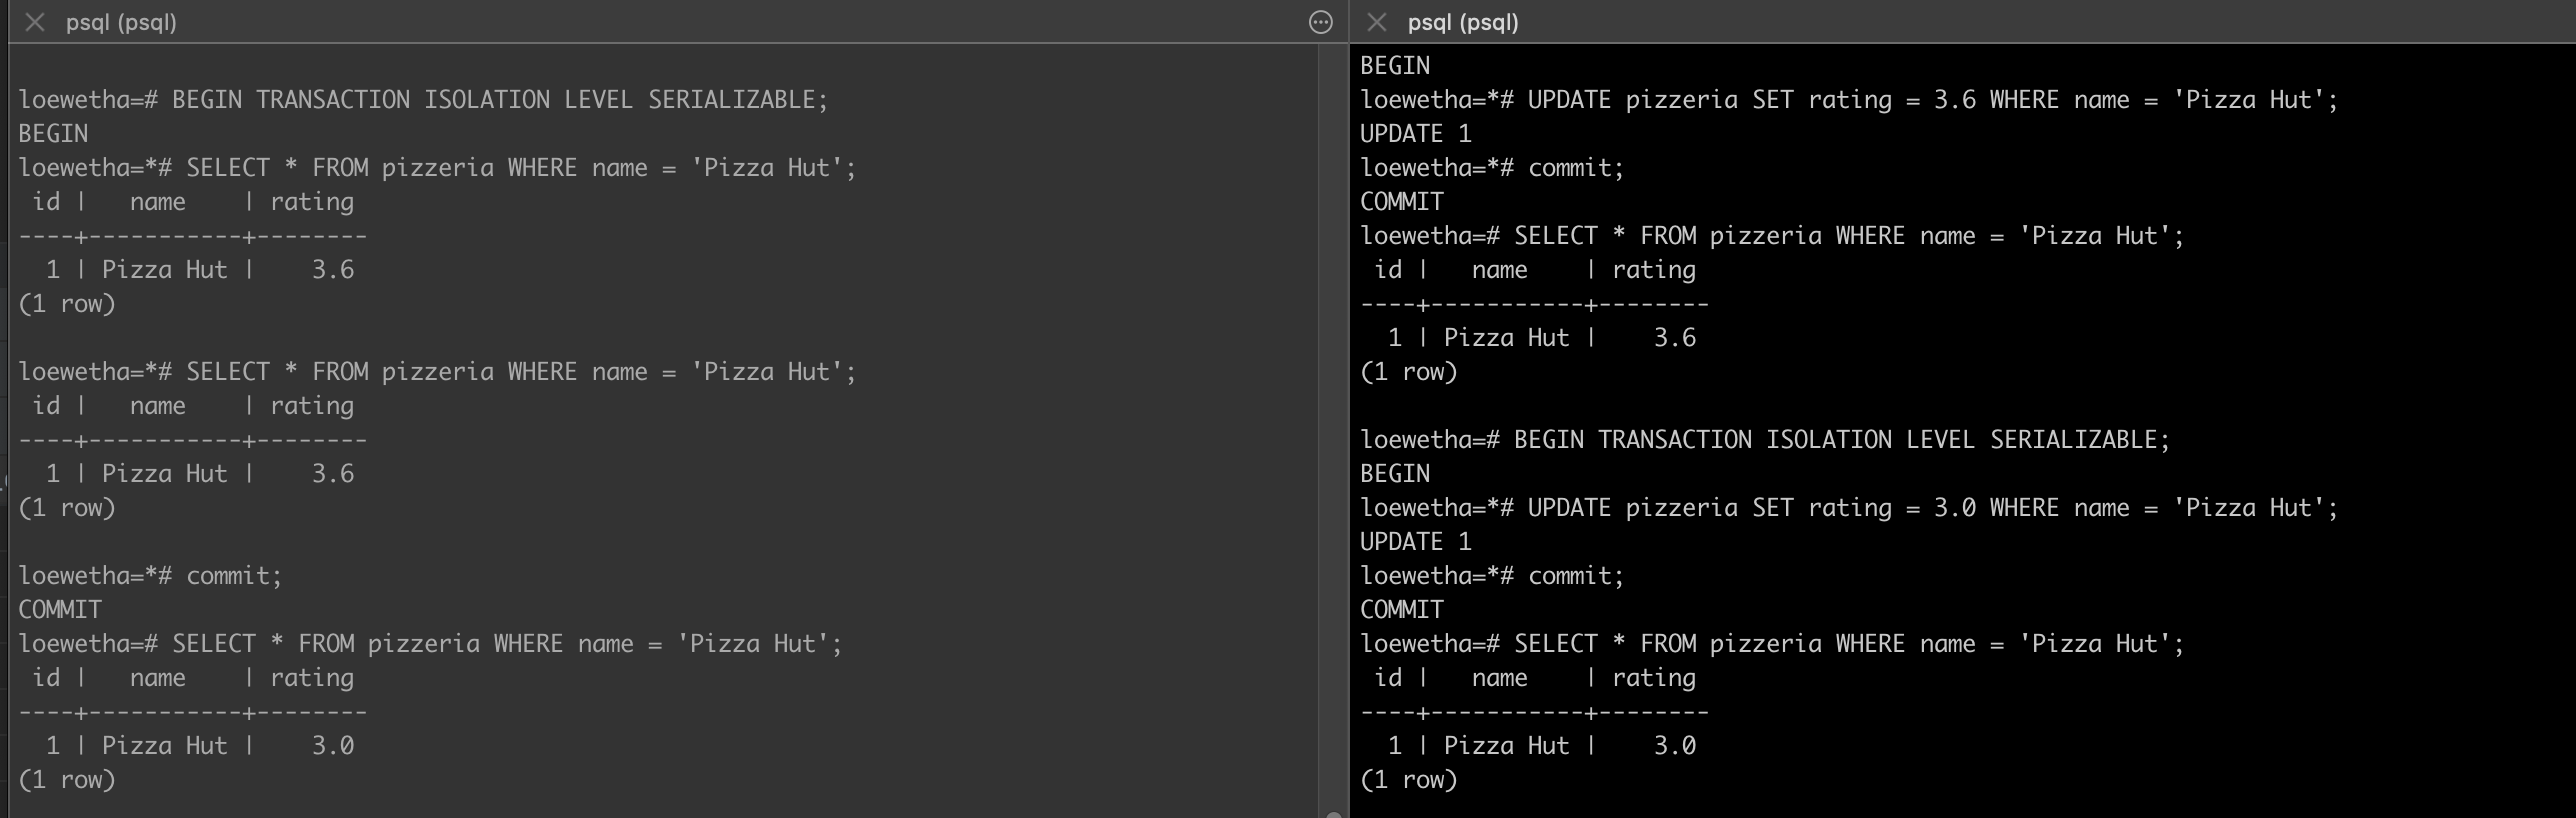 psql (psql)
loewetha=# BEGIN TRANSACTION ISOLATION LEVEL SERIALIZABLE;
BEGIN
loewetha=*# SELECT * FROM pizzeria WHERE name = 'Pizza Hut';
 id |   name    | rating
----+-----------+--------
  1 | Pizza Hut |    3.6
(1 row)

loewetha=*# SELECT * FROM pizzeria WHERE name = 'Pizza Hut';
 id |   name    | rating
----+-----------+--------
  1 | Pizza Hut |    3.6
(1 row)

loewetha=*# commit;
COMMIT
loewetha=# SELECT * FROM pizzeria WHERE name = 'Pizza Hut';
 id |   name    | rating
----+-----------+--------
  1 | Pizza Hut |    3.0
(1 row)

psql (psql)
BEGIN
loewetha=*# UPDATE pizzeria SET rating = 3.6 WHERE name = 'Pizza Hut';
UPDATE 1
loewetha=*# commit;
COMMIT
loewetha=# SELECT * FROM pizzeria WHERE name = 'Pizza Hut';
 id |   name    | rating
----+-----------+--------
  1 | Pizza Hut |    3.6
(1 row)

loewetha=# BEGIN TRANSACTION ISOLATION LEVEL SERIALIZABLE;
BEGIN
loewetha=*# UPDATE pizzeria SET rating = 3.0 WHERE name = 'Pizza Hut';
UPDATE 1
loewetha=*# commit;
COMMIT
loewetha=# SELECT * FROM pizzeria WHERE name = 'Pizza Hut';
 id |   name    | rating
----+-----------+--------
  1 | Pizza Hut |    3.0
(1 row)